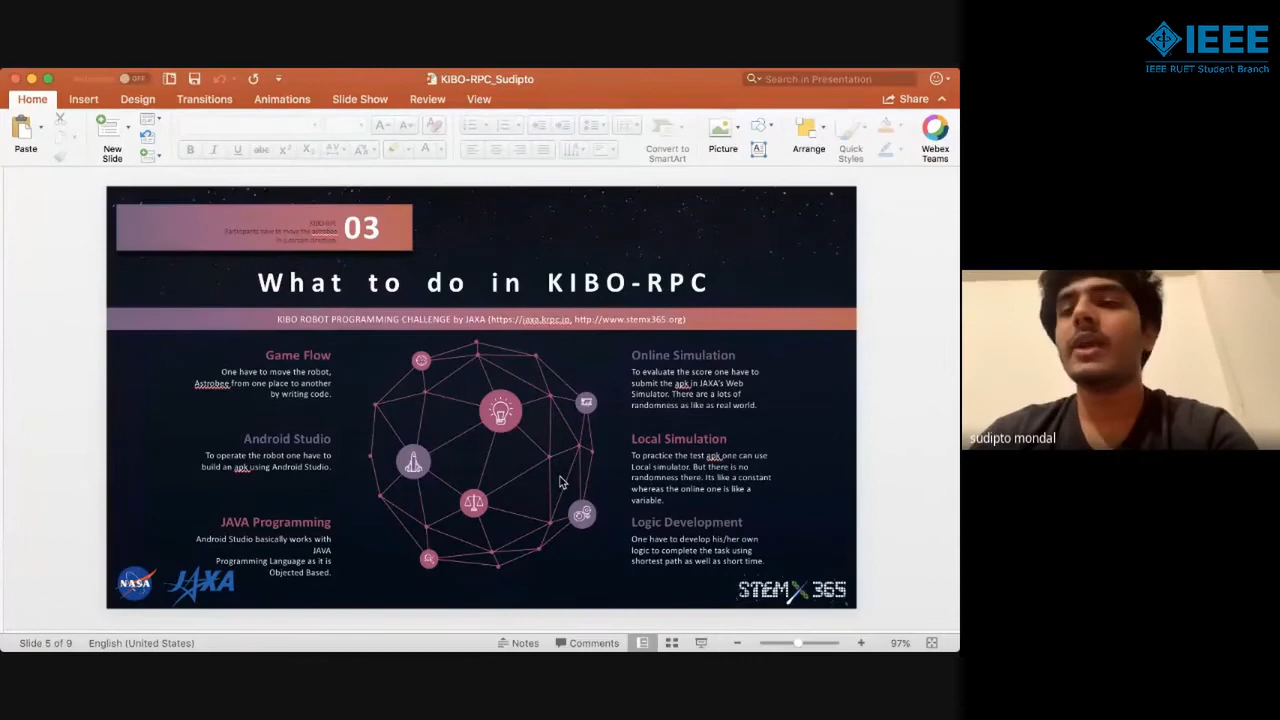 IEEE
IEEE RUET Student Branch
KIBO-RPC_Sudipto
Search in Presentation
Home Insert Design Transitions Animations Slide Show Review View Share
Paste
New
Slide
Convert to
SmartArt
Picture
Arrange
Quick
Styles
Webex
Teams
KIBO-RPC
Participants have to move the astrobee
03
What to do in KIBO-RPC
KIBO ROBOT PROGRAMMING CHALLENGE by JAXA (https://jaxa.krpc.jp, http://www.stemx365.org)
Game Flow
One have to move the robot,
Astrobee from one place to another
by writing code.
Android Studio
To operate the robot one have to
build an apk using Android Studio.
JAVA Programming
Android Studio basically works with
JAVA
Programming Language as it is
Objected Based.
Online Simulation
To evaluate the score one have to
submit the apk in JAXA's Web
Simulator. There are a lots of
randomness as like as real world.
Local Simulation
To practice the test apk one can use
Local simulator. But there is no
randomness there. Its like a constant
whereas the online one is like a
variable.
Logic Development
One have to develop his/her own
logic to complete the task using
shortest path as well as short time.
NASA
JAXA
STEMX365
sudipto mondal
Slide 5 of 9 English (United States) Notes Comments 97%